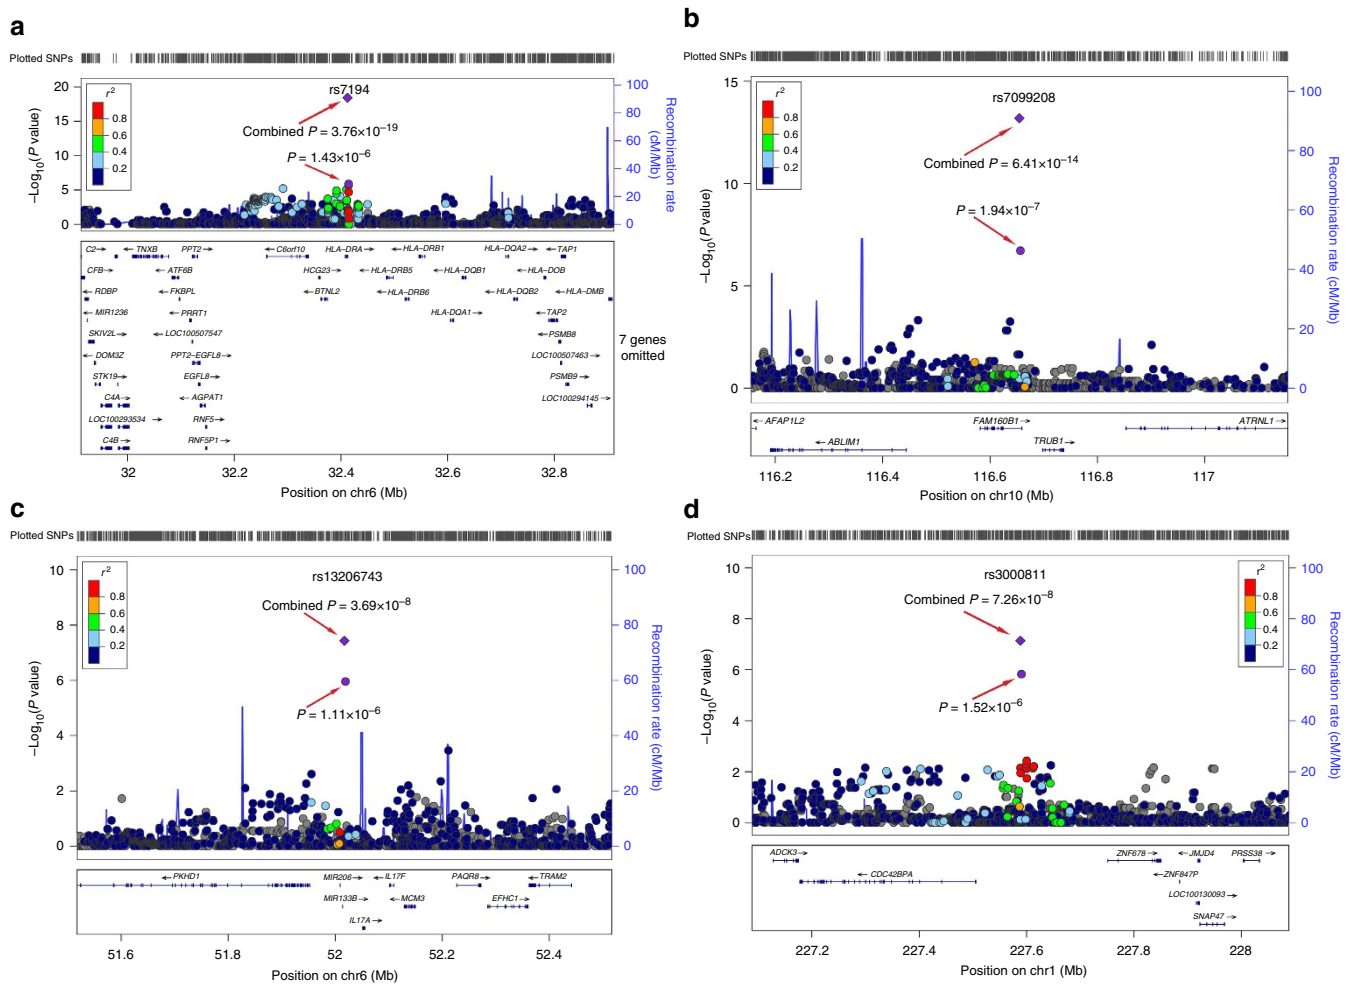 a
Plotted SNPs
20
15
10
5
0
−Log10(P value)
r2
0.8
0.6
0.4
0.2
rs7194
Combined P = 3.76×10−19
P = 1.43×10−6
100
80
60
40
20
0
Recombination rate
(cM/Mb)
C2→ ←TNXB PPT2→ ←C6orf10 HLA-DRA→ ←HLA-DRB1 HLA-DQA2→ ←TAP1
CFB→ ←ATF6B HCG23→ ←HLA-DRB5 ←HLA-DQB1 ←HLA-DOB
←RDBP ←FKBPL ←BTNL2 ←HLA-DRB6 ←HLA-DQB2 ←HLA-DMB
←MIR1236 ←PRRT1 HLA-DQA1→ ←TAP2
SKIV2L→ ←LOC100507547 ←PSMB8
←DOM3Z PPT2−EGFL8→ LOC100507463→
STK19→ EGFL8→ PSMB9→
C4A→ ←AGPAT1 LOC100294145→
LOC100293534→ RNF5→
C4B→ RNF5P1→
7 genes
omitted
32 32.2 32.4 32.6 32.8
Position on chr6 (Mb)
b
Plotted SNPs
15
10
5
0
−Log10(P value)
r2
0.8
0.6
0.4
0.2
rs7099208
Combined P = 6.41×10−14
P = 1.94×10−7
100
80
60
40
20
0
Recombination rate (cM/Mb)
←AFAP1L2 FAM160B1→ ATRNL1→
←ABLIM1 TRUB1→
116.2 116.4 116.6 116.8 117
Position on chr10 (Mb)
c
Plotted SNPs
10
8
6
4
2
0
−Log10(P value)
r2
0.8
0.6
0.4
0.2
rs13206743
Combined P = 3.69×10−8
P = 1.11×10−6
100
80
60
40
20
0
Recombination rate (cM/Mb)
←PKHD1 MIR206→ ←IL17F PAQR8→ ←TRAM2
MIR133B→ ←MCM3 EFHC1→
IL17A→
51.6 51.8 52 52.2 52.4
Position on chr6 (Mb)
d
Plotted SNPs
10
8
6
4
2
0
−Log10(P value)
r2
0.8
0.6
0.4
0.2
rs3000811
Combined P = 7.26×10−8
P = 1.52×10−6
100
80
60
40
20
0
Recombination rate (cM/Mb)
ADCK3→ ZNF678→ ←JMJD4 PRSS38→
←CDC42BPA ←ZNF847P
LOC100130093→
SNAP47→
227.2 227.4 227.6 227.8 228
Position on chr1 (Mb)